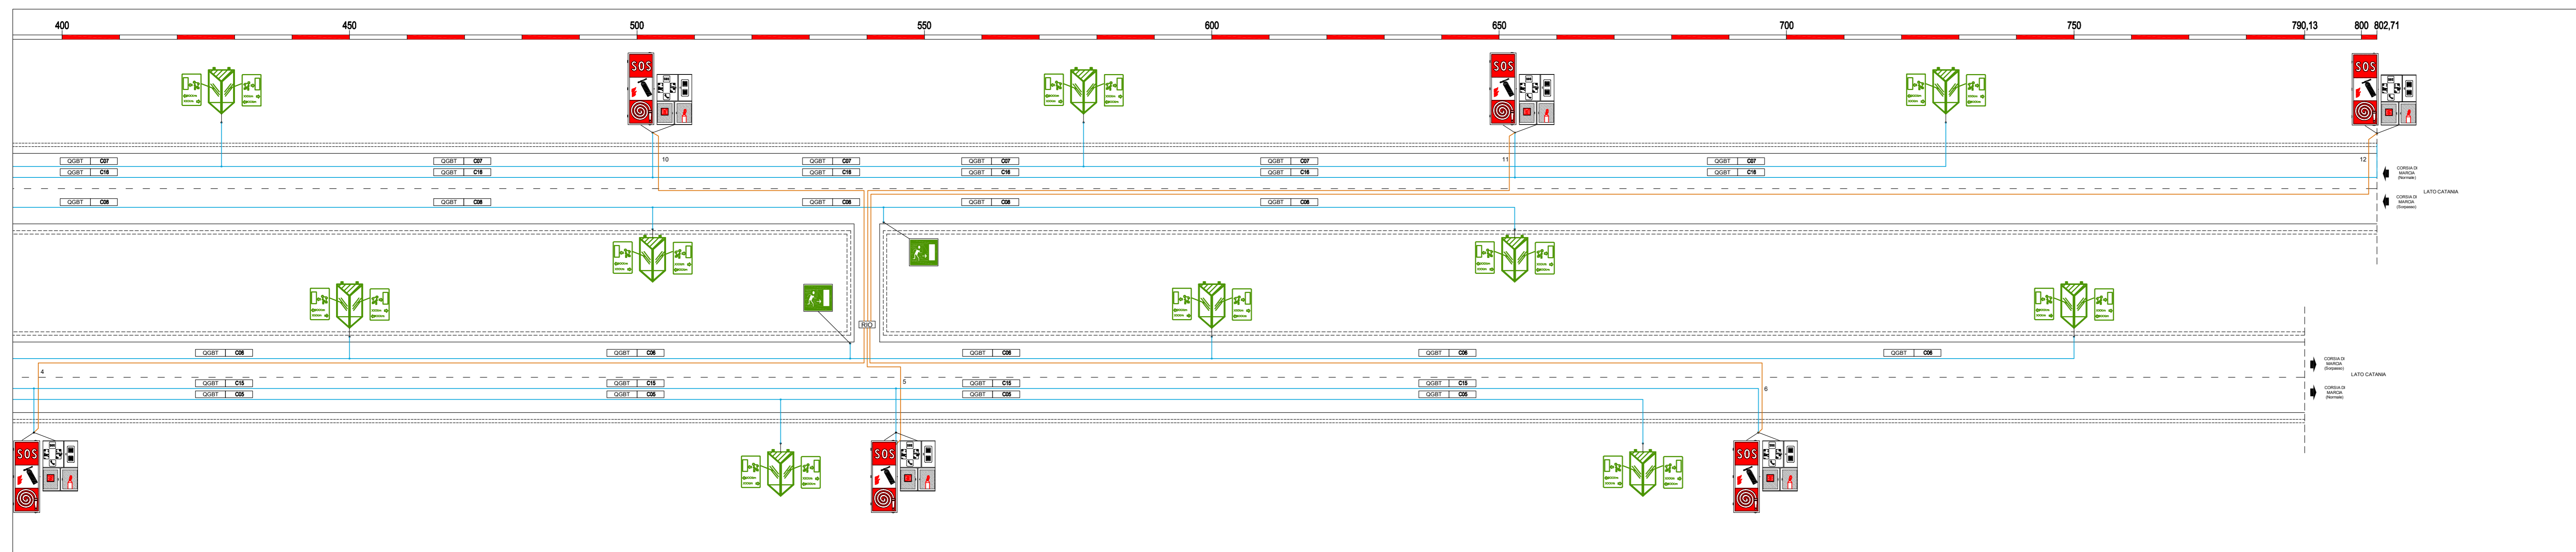 400 450 500 550 600 650 700 750 790,13 800 802,71
SOS SOS SOS
10 11 12
QGBT C07 QGBT C07 QGBT C07 QGBT C07 QGBT C07 QGBT C07
QGBT C16 QGBT C16 QGBT C16 QGBT C16 QGBT C16 QGBT C16
CORSIA DI
MARCIA
(Normale)
LATO CATANIA
CORSIA DI
MARCIA
(Sorpasso)
QGBT C08 QGBT C08 QGBT C08 QGBT C08 QGBT C08
RIO
QGBT C06 QGBT C06 QGBT C06 QGBT C06 QGBT C06
CORSIA DI
MARCIA
(Sorpasso)
4 5 6
LATO CATANIA
QGBT C15 QGBT C15 QGBT C15 QGBT C15
QGBT C05 QGBT C05 QGBT C05 QGBT C05
CORSIA DI
MARCIA
(Normale)
SOS SOS SOS